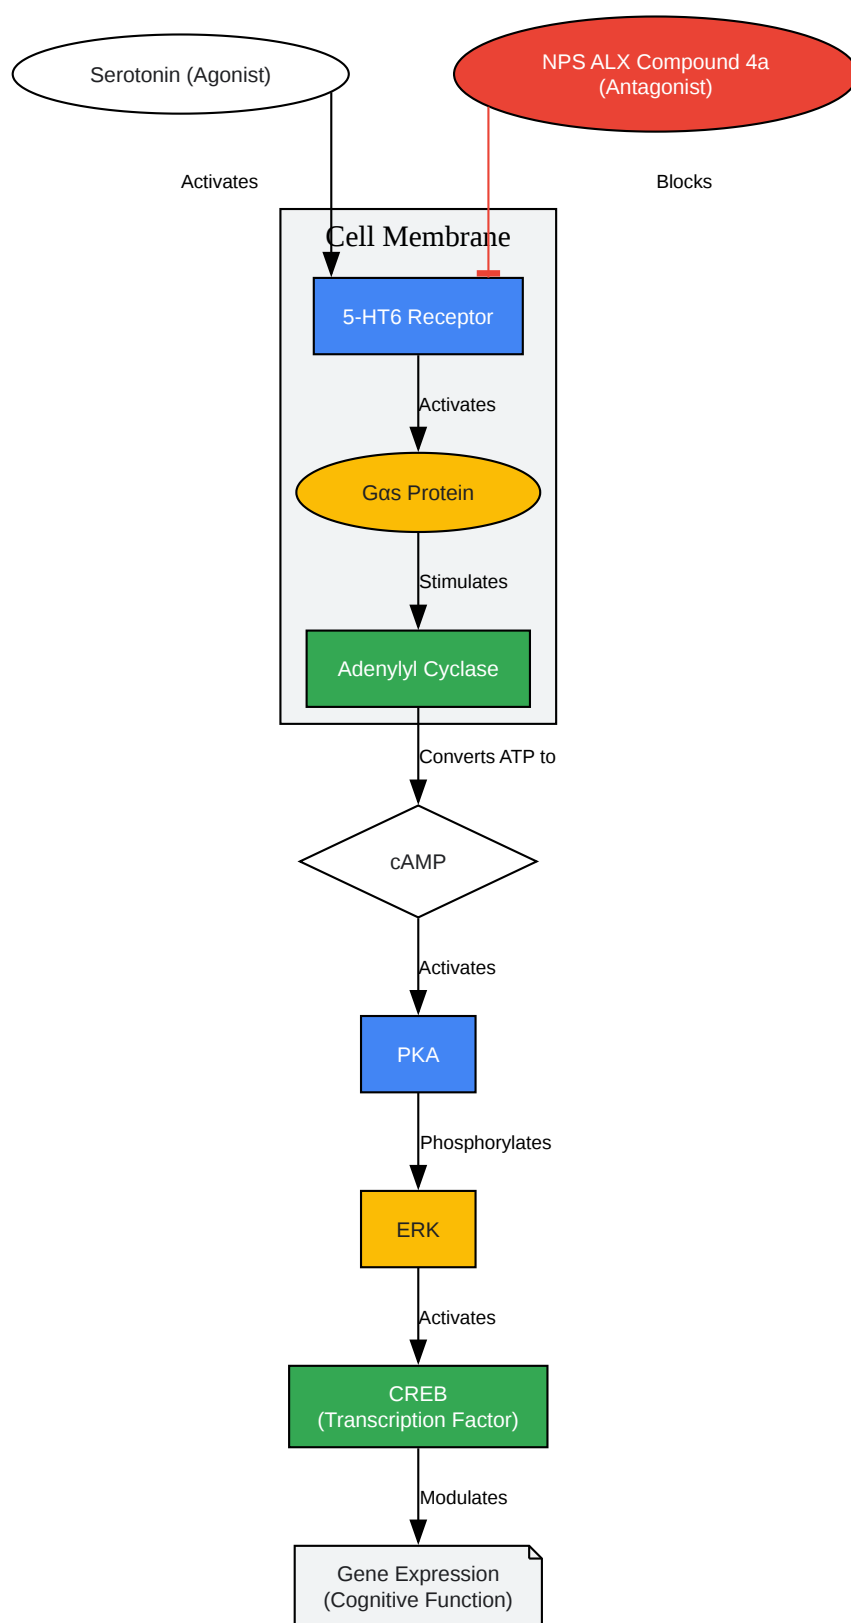 Serotonin (Agonist)
NPS ALX Compound 4a
(Antagonist)
Activates
Blocks
Cell Membrane
5-HT6 Receptor
Activates
Gαs Protein
Stimulates
Adenylyl Cyclase
Converts ATP to
cAMP
Activates
PKA
Phosphorylates
ERK
Activates
CREB
(Transcription Factor)
Modulates
Gene Expression
(Cognitive Function)